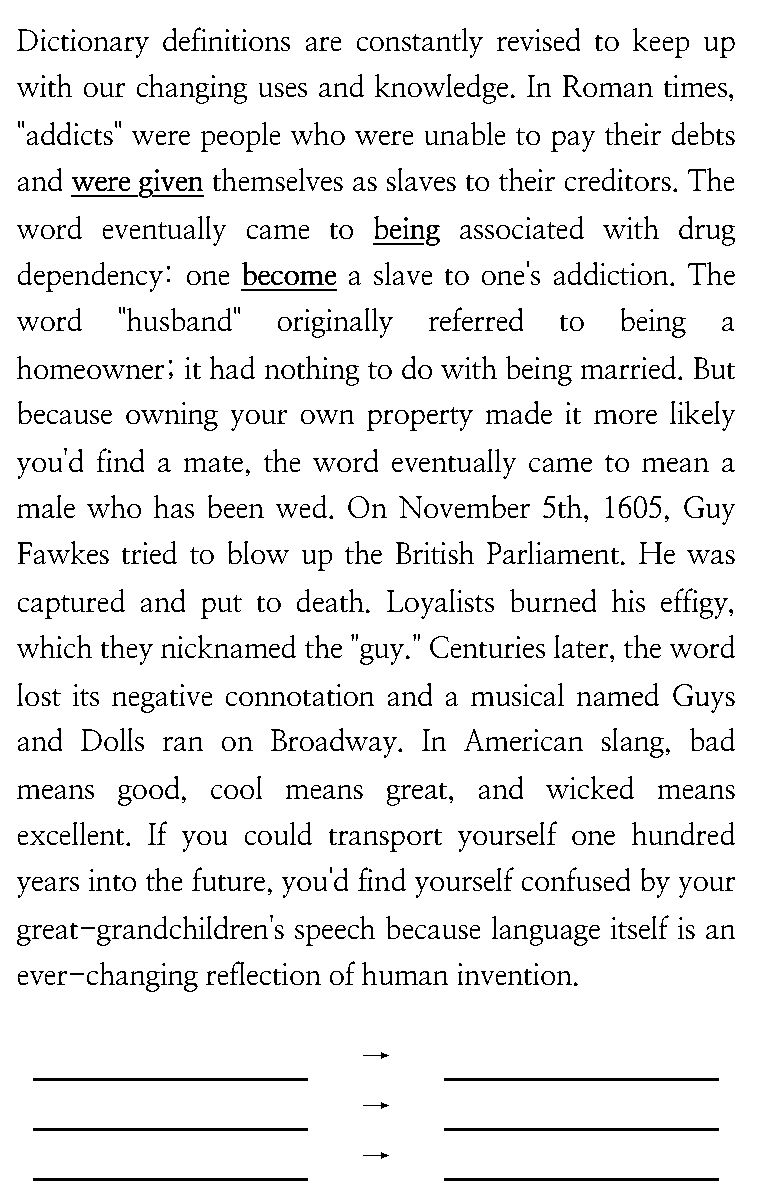 Dictionary definitions are constantly revised to keep up
with our changing uses and knowledge. In Roman times,
"addicts" were people who were unable to pay their debts
and were given themselves as slaves to their creditors. The
word eventually came to being associated with drug
dependency: one become a slave to one's addiction. The
word "husband" originally referred to being a
homeowner; it had nothing to do with being married. But
because owning your own property made it more likely
you'd find a mate, the word eventually came to mean a
male who has been wed. On November 5th, 1605, Guy
Fawkes tried to blow up the British Parliament. He was
captured and put to death. Loyalists burned his effigy,
which they nicknamed the "guy." Centuries later, the word
lost its negative connotation and a musical named Guys
and Dolls ran on Broadway. In American slang, bad
means good, cool means great, and wicked means
excellent. If you could transport yourself one hundred
years into the future, you'd find yourself confused by your
great-grandchildren's speech because language itself is an
ever-changing reflection of human invention.
→
→
→